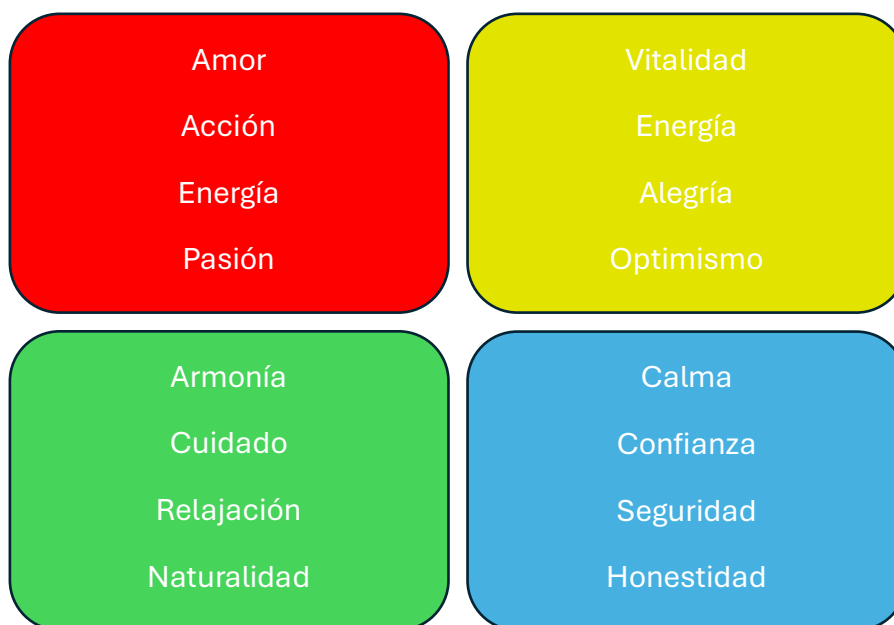 Amor
Acción
Energía
Pasión
Vitalidad
Energía
Alegría
Optimismo
Armonía
Cuidado
Relajación
Naturalidad
Calma
Confianza
Seguridad
Honestidad